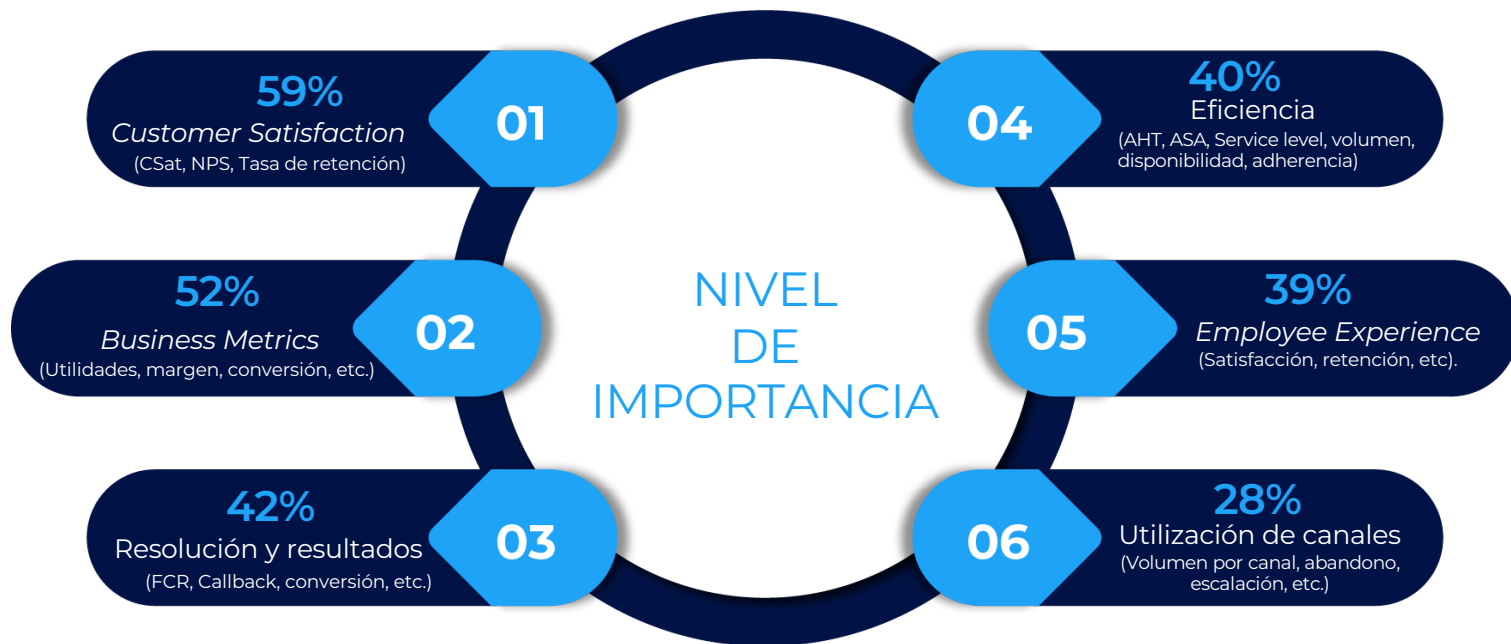 59%
Customer Satisfaction
(CSat, NPS, Tasa de retención)
01
52%
Business Metrics
(Utilidades, margen, conversión, etc.)
02
42%
Resolución y resultados
(FCR, Callback, conversión, etc.)
03
NIVEL
DE
IMPORTANCIA
04
40%
Eficiencia
(AHT, ASA, Service level, volumen,
disponibilidad, adherencia)
05
39%
Employee Experience
(Satisfacción, retención, etc).
06
28%
Utilización de canales
(Volumen por canal, abandono,
escalación, etc.)